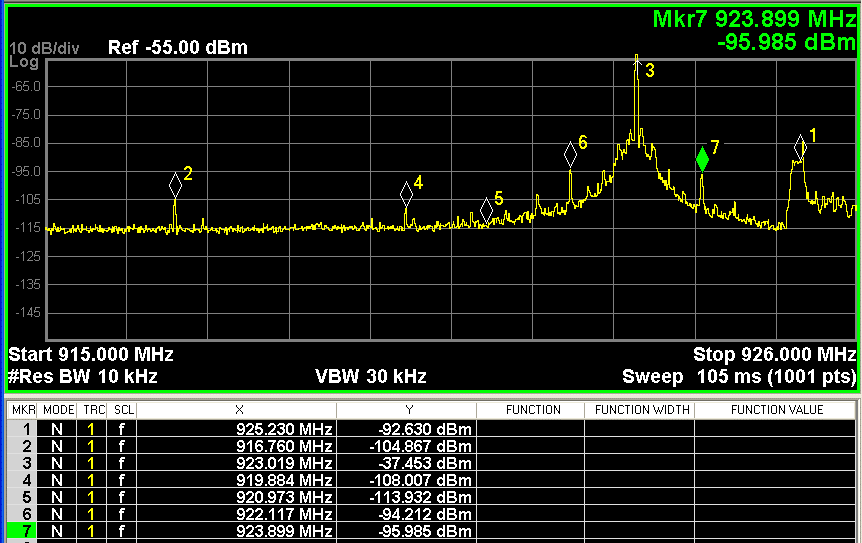 Mkr7 923.899 MHz
10 dB/div Ref -55.00 dBm -95.985 dBm
Log
3
-65.0
-75.0
1
-85.0
6
7
-95.0
2
4
-105
5
-115
-125
-135
-145
Start 915.000 MHz Stop 926.000 MHz
#Res BW 10 kHz VBW 30 kHz Sweep 105 ms (1001 pts)
MKR MODE TRC SCL X Y FUNCTION FUNCTION WIDTH FUNCTION VALUE
1 N 1 f 925.230 MHz -92.630 dBm
2 N 1 f 916.760 MHz -104.867 dBm
3 N 1 f 923.019 MHz -37.453 dBm
4 N 1 f 919.884 MHz -108.007 dBm
5 N 1 f 920.973 MHz -113.932 dBm
6 N 1 f 922.117 MHz -94.212 dBm
7 N 1 f 923.899 MHz -95.985 dBm